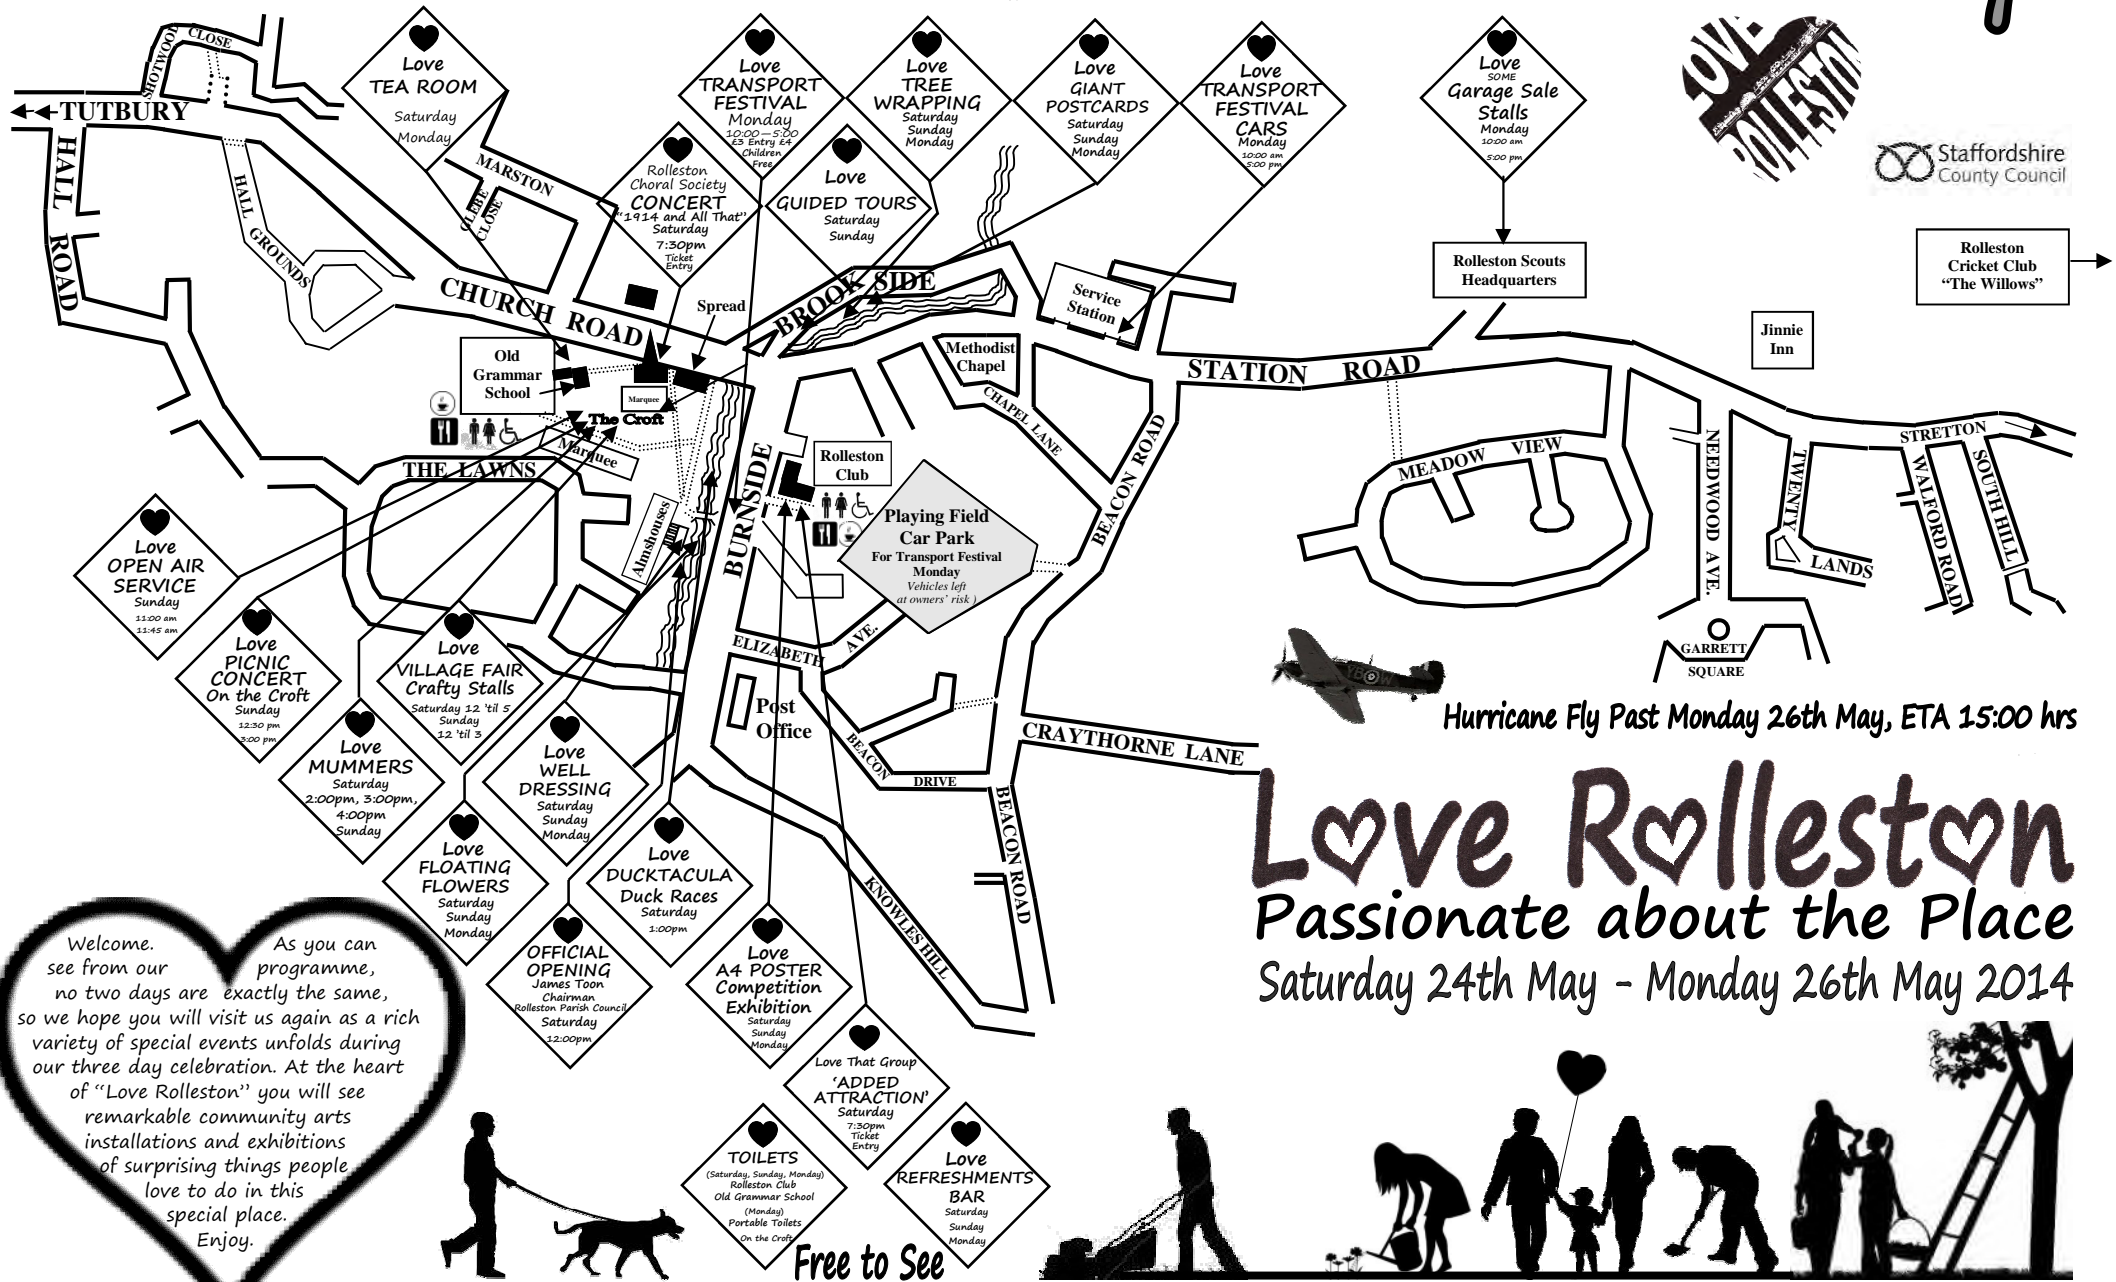 SHOTWOOD CLOSE
TUTBURY
HALL ROAD
HALL GROUNDS
Love
TEA ROOM
Saturday
Monday
MARSTON
GLEBE
CLOSE
Rolleston
Choral Society
CONCERT
"1914 and All That"
Saturday
7:30pm
Ticket
Entry
Love
TRANSPORT
FESTIVAL
Monday
10:00—5:00
£3 Entry £4
Children
Free
Love
GUIDED TOURS
Saturday
Sunday
Love
TREE
WRAPPING
Saturday
Sunday
Monday
Love
GIANT
POSTCARDS
Saturday
Sunday
Monday
Love
TRANSPORT
FESTIVAL
CARS
Monday
10:00 am
5:00 pm
Love
SOME
Garage Sale
Stalls
Monday
10:00 am
5:00 pm
LOVE
ROLLESTON
Staffordshire
County Council
Rolleston Scouts
Headquarters
Rolleston
Cricket Club
“The Willows”
Jinnie
Inn
CHURCH ROAD
Spread
BROOK SIDE
Service
Station
Methodist
Chapel
CHAPEL LANE
STATION ROAD
Old
Grammar
School
Marquee
The Croft
Marquee
THE LAWNS
Almshouses
BURNSIDE
Rolleston
Club
Playing Field
Car Park
For Transport Festival
Monday
Vehicles left
at owners’ risk )
BEACON ROAD
MEADOW VIEW
NEEDWOOD AVE.
TWENTY LANDS
STRETTON
WALFORD ROAD
SOUTH HILL
GARRETT
SQUARE
ELIZABETH AVE.
Post
Office
BEACON DRIVE
CRAYTHORNE LANE
BEACON ROAD
KNOWLES HILL
Love
OPEN AIR
SERVICE
Sunday
11:00 am
11:45 am
Love
PICNIC
CONCERT
On the Croft
Sunday
12:30 pm
3:00 pm
Love
VILLAGE FAIR
Crafty Stalls
Saturday 12 'til 5
Sunday
12 'til 3
Love
MUMMERS
Saturday
2:00pm, 3:00pm,
4:00pm
Sunday
Love
WELL
DRESSING
Saturday
Sunday
Monday
Love
FLOATING
FLOWERS
Saturday
Sunday
Monday
Love
DUCKTACULA
Duck Races
Saturday
1:00pm
OFFICIAL
OPENING
James Toon
Chairman
Rolleston Parish Council
Saturday
12:00pm
Love
A4 POSTER
Competition
Exhibition
Saturday
Sunday
Monday
Love That Group
‘ADDED
ATTRACTION’
Saturday
7:30pm
Ticket
Entry
TOILETS
(Saturday, Sunday, Monday)
Rolleston Club
Old Grammar School
(Monday)
Portable Toilets
On the Croft
Love
REFRESHMENTS
BAR
Saturday
Sunday
Monday
Free to See
YB W
Hurricane Fly Past Monday 26th May, ETA 15:00 hrs
Love Rolleston
Passionate about the Place
Saturday 24th May - Monday 26th May 2014
Welcome. As you can
see from our programme,
no two days are exactly the same,
so we hope you will visit us again as a rich
variety of special events unfolds during
our three day celebration. At the heart
of “Love Rolleston” you will see
remarkable community arts
installations and exhibitions
of surprising things people
love to do in this
special place.
Enjoy.